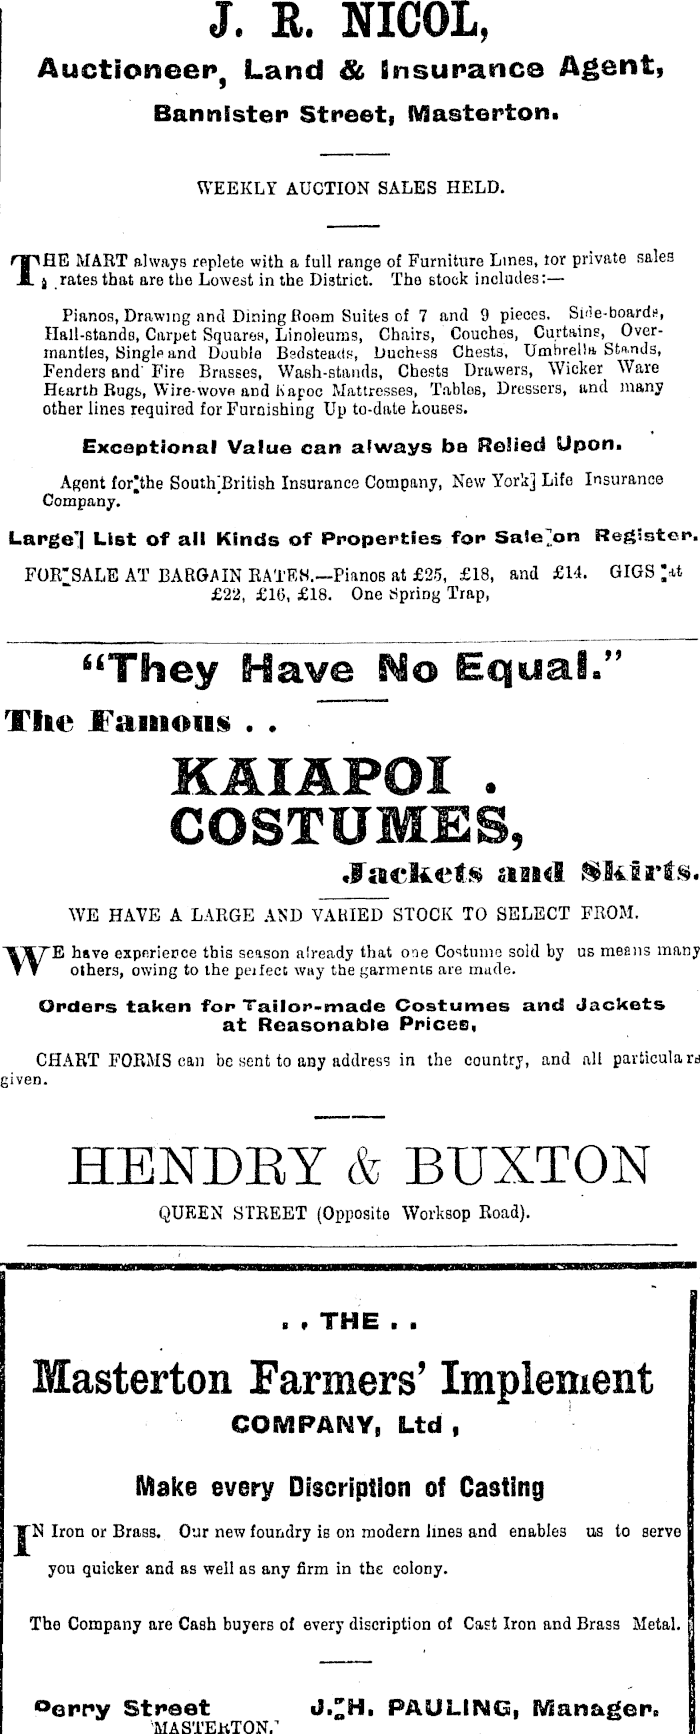 J. R. NICOL,
Auctioneer, Land & Insurance Agent,
Bannister Street, Masterton.
WEEKLY AUCTION SALES HELD.
THE MART always replete with a full range of Furniture Lines, for private sales
rates that are the Lowest in the District. The stock includes:—
Pianos, Drawing and Dining Room Suites of 7 and 9 pieces. Side-boards,
Hall-stands, Carpet Squares, Linoleums, Chairs, Couches, Curtains, Over-
mantles, Single and Double Bedsteads, Duchess Chests, Umbrella Stands,
Fenders and Fire Brasses, Wash-stands, Chests Drawers, Wicker Ware
Hearth Rugs, Wire-wove and Kapoc Mattresses, Tables, Dressers, and many
other lines required for Furnishing Up to-date houses.
Exceptional Value can always be Relied Upon.
Agent for the South British Insurance Company, New York] Life Insurance
Company.
Large] List of all Kinds of Properties for Sale on Register.
FOR SALE AT BARGAIN RATES.—Pianos at £25, £18, and £14. GIGS at
£22, £16, £18. One Spring Trap,
"They Have No Equal."
The Famous . .
KAIAPOI .
COSTUMES,
Jackets and Skirts.
WE HAVE A LARGE AND VARIED STOCK TO SELECT FROM.
WE have experience this season already that one Costume sold by us means many
others, owing to the perfect way the garments are made.
Orders taken for Tailor-made Costumes and Jackets
at Reasonable Prices,
CHART FORMS can be sent to any address in the country, and all particulars
given.
HENDRY & BUXTON
QUEEN STREET (Opposite Worksop Road).
. . THE . .
Masterton Farmers' Implement
COMPANY, Ltd ,
Make every Discription of Casting
IN Iron or Brass. Our new foundry is on modern lines and enables us to serve
you quicker and as well as any firm in the colony.
The Company are Cash buyers of every discription of Cast Iron and Brass Metal.
Perry Street J. H. PAULING, Manager.
MASTERTON.